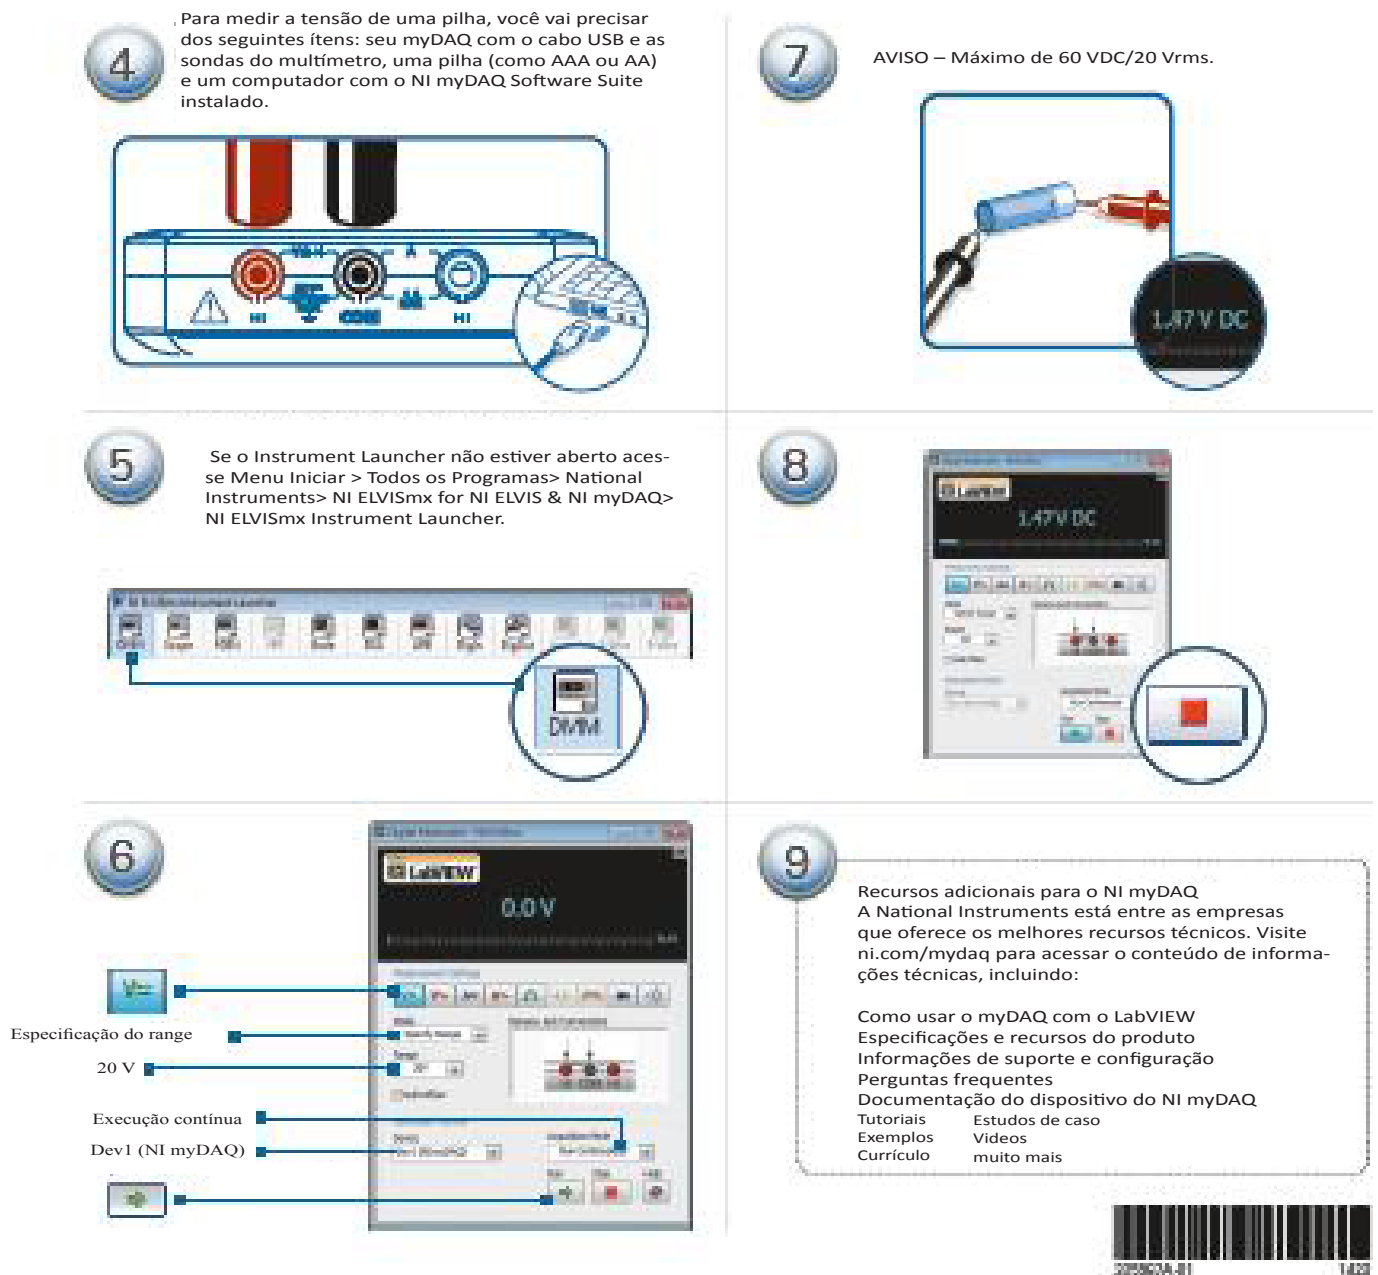 4
Para medir a tensão de uma pilha, você vai precisar
dos seguintes ítens: seu myDAQ com o cabo USB e as
sondas do multímetro, uma pilha (como AAA ou AA)
e um computador com o NI myDAQ Software Suite
instalado.
HI
COM
HI
A
5
Se o Instrument Launcher não estiver aberto aces-
se Menu Iniciar > Todos os Programas> National
Instruments> NI ELVISmx for NI ELVIS & NI myDAQ>
NI ELVISmx Instrument Launcher.
DMM
6
LabVIEW
0.0 V
V=
Especificação do range
20 V
Execução contínua
Dev1 (NI myDAQ)
7
AVISO – Máximo de 60 VDC/20 Vrms.
1.47 V DC
8
LabVIEW
1.47 V DC
9
Recursos adicionais para o NI myDAQ
A National Instruments está entre as empresas
que oferece os melhores recursos técnicos. Visite
ni.com/mydaq para acessar o conteúdo de informa-
ções técnicas, incluindo:
Como usar o myDAQ com o LabVIEW
Especificações e recursos do produto
Informações de suporte e configuração
Perguntas frequentes
Documentação do dispositivo do NI myDAQ
Tutoriais Estudos de caso
Exemplos Videos
Currículo muito mais